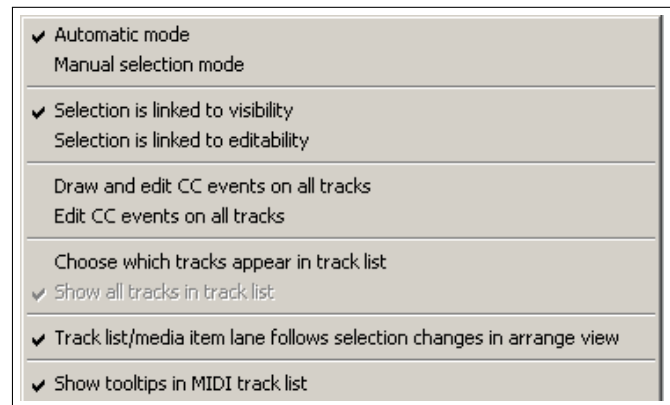 Automatic mode
Manual selection mode
Selection is linked to visibility
Selection is linked to editability
Draw and edit CC events on all tracks
Edit CC events on all tracks
Choose which tracks appear in track list
Show all tracks in track list
Track list/media item lane follows selection changes in arrange view
Show tooltips in MIDI track list